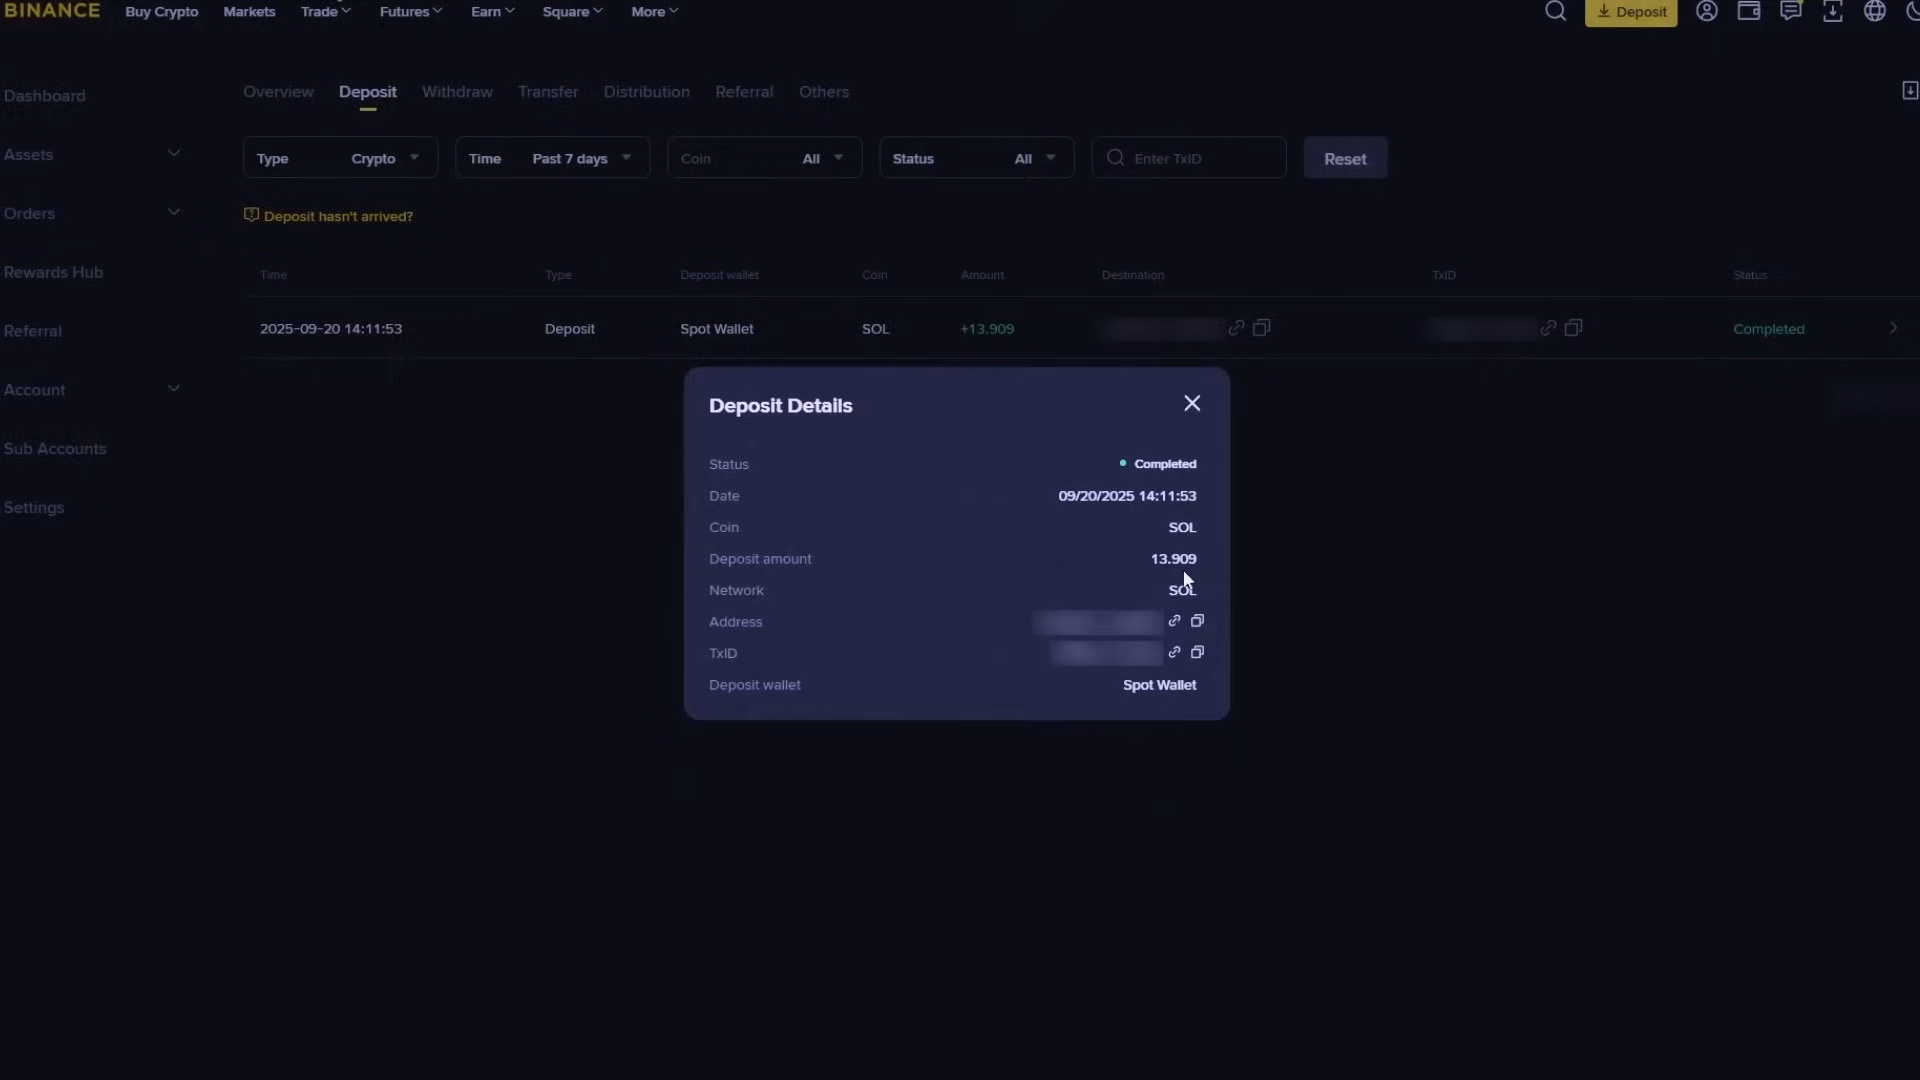 BINANCE Buy Crypto Markets Trade Futures Earn Square More Deposit
Overview Deposit Withdraw Transfer Distribution Referral Others
Dashboard
Assets
Orders
Rewards Hub
Referral
Account
Sub Accounts
Settings
Type Crypto Time Past 7 days Coin All Status All Enter TxID Reset
Deposit hasn't arrived?
Time Type Deposit wallet Coin Amount Destination TxID Status
2025-09-20 14:11:53 Deposit Spot Wallet SOL +13.909 Completed
Deposit Details
Status Completed
Date 09/20/2025 14:11:53
Coin SOL
Deposit amount 13.909
Network SOL
Address
TxID
Deposit wallet Spot Wallet